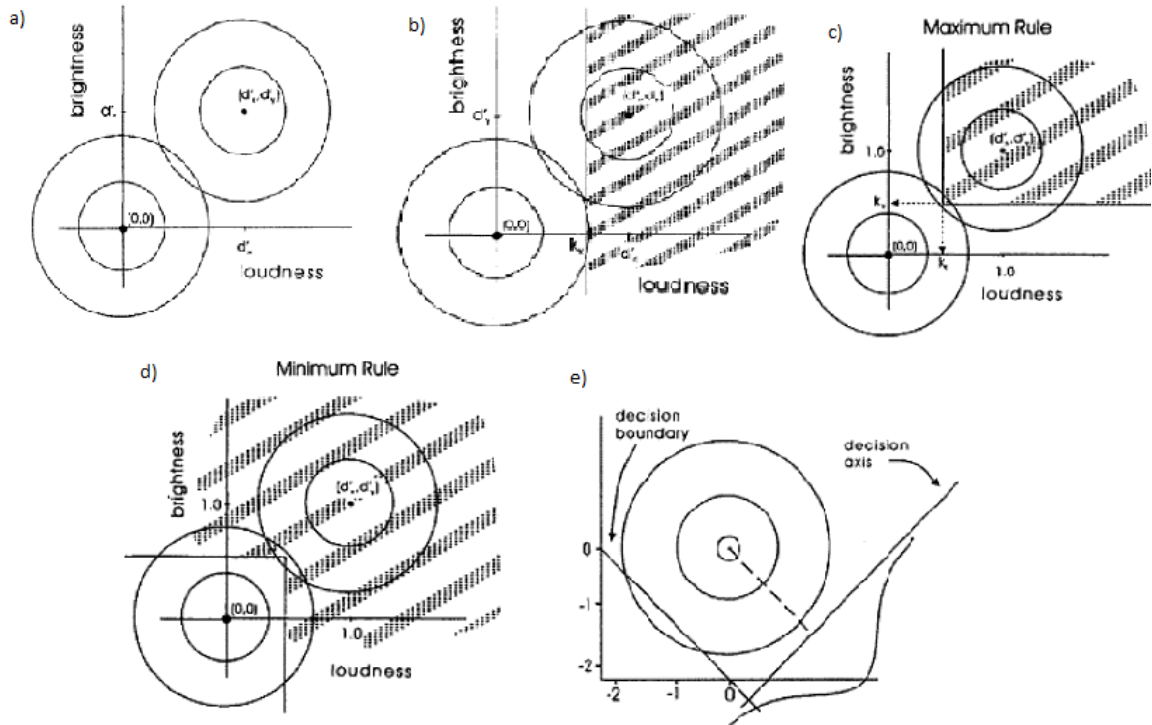 a)
brightness
d'
(0,0)
loudness
b)
brightness
(0,0)
loudness
c)
Maximum Rule
brightness
1.0
k
(0,0)
k
1.0
loudness
d)
Minimum Rule
brightness
1.0
(0,0)
1.0
loudness
e)
decision
boundary
decision
axis
0
-1
-2
-2
-1
0